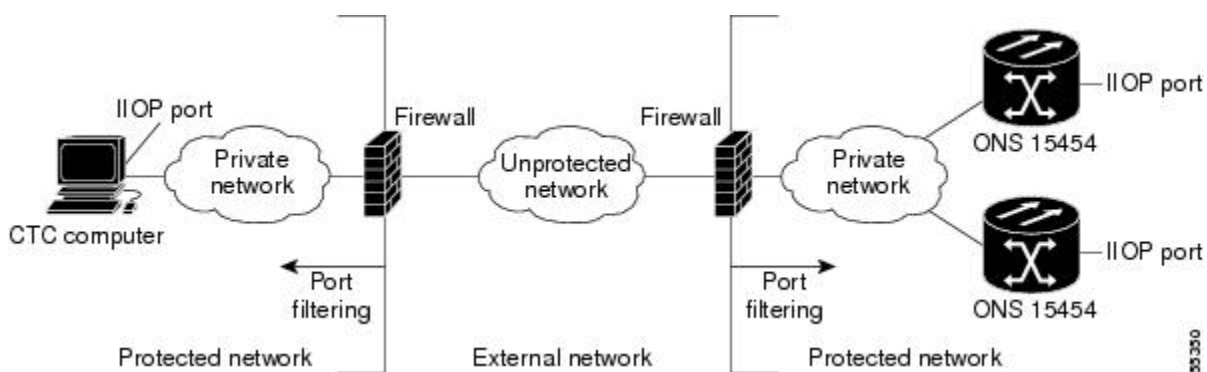 IIOP port
Firewall
Firewall
IIOP port
Private
network
Unprotected
network
Private
network
ONS 15454
CTC computer
IIOP port
Port
filtering
Port
filtering
ONS 15454
Protected network
External network
Protected network
55350